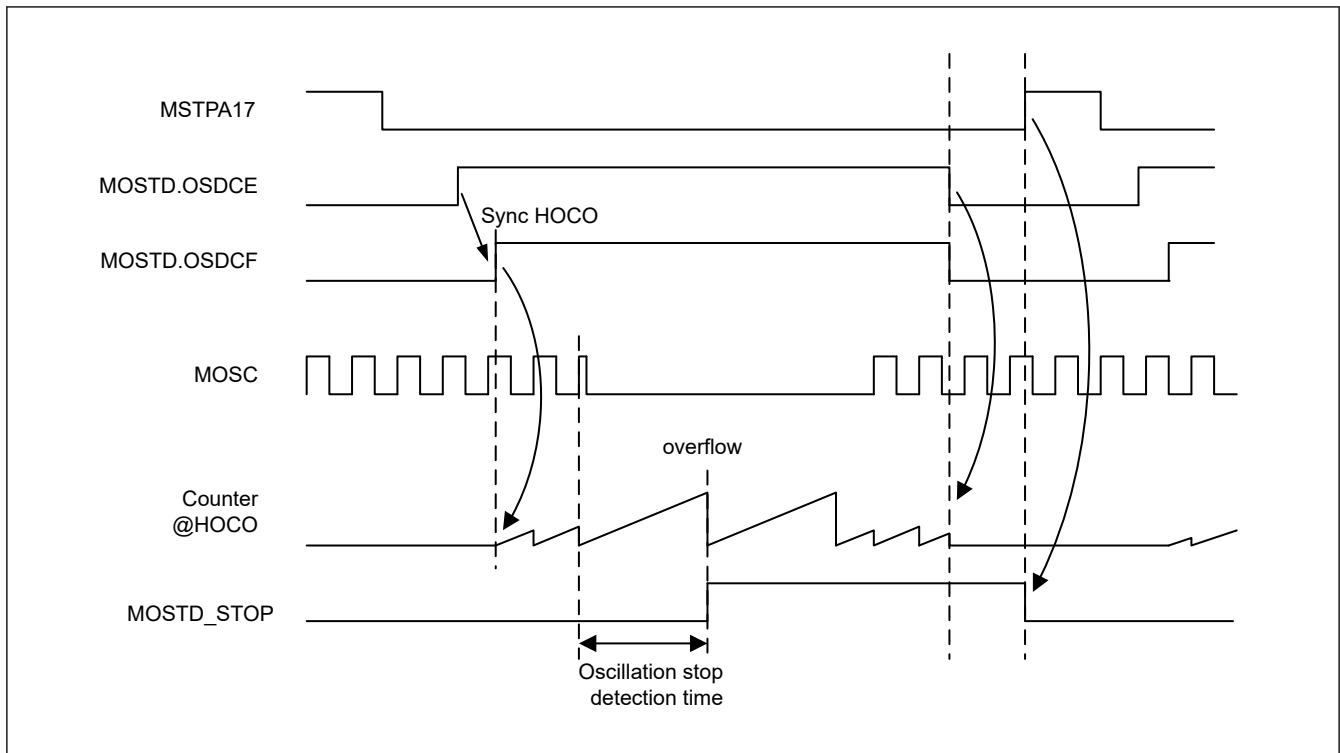 MSTPA17
MOSTD.OSDCE
Sync HOCO
MOSTD.OSDCF
MOSC
overflow
Counter
@HOCO
MOSTD_STOP
Oscillation stop
detection time